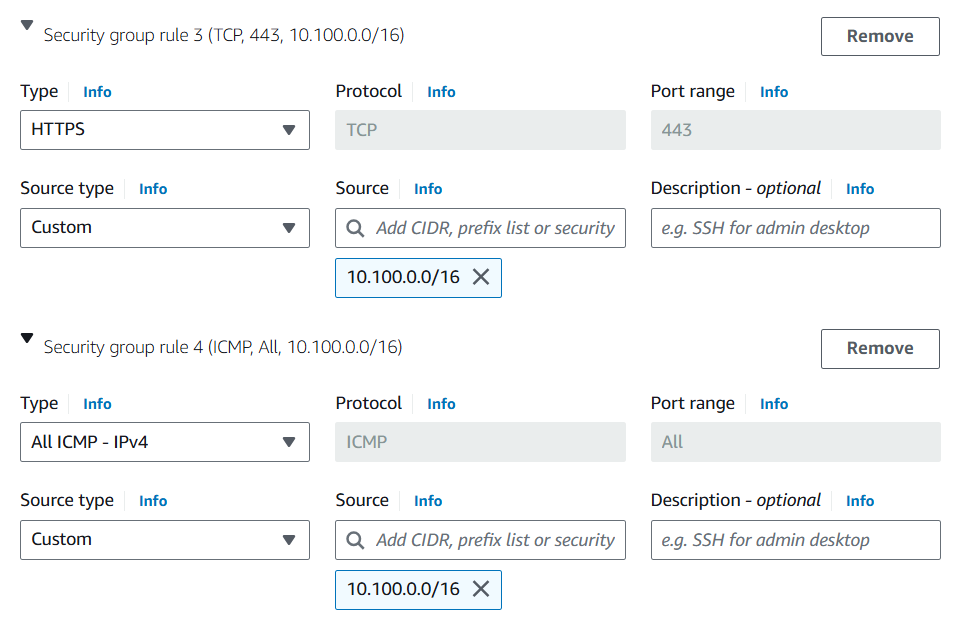 Security group rule 3 (TCP, 443, 10.100.0.0/16)
Remove
Type Info
Protocol Info
Port range Info
HTTPS
TCP
443
Source type Info
Source Info
Description - optional Info
Custom
Add CIDR, prefix list or security
e.g. SSH for admin desktop
10.100.0.0/16
Security group rule 4 (ICMP, All, 10.100.0.0/16)
Remove
Type Info
Protocol Info
Port range Info
All ICMP - IPv4
ICMP
All
Source type Info
Source Info
Description - optional Info
Custom
Add CIDR, prefix list or security
e.g. SSH for admin desktop
10.100.0.0/16